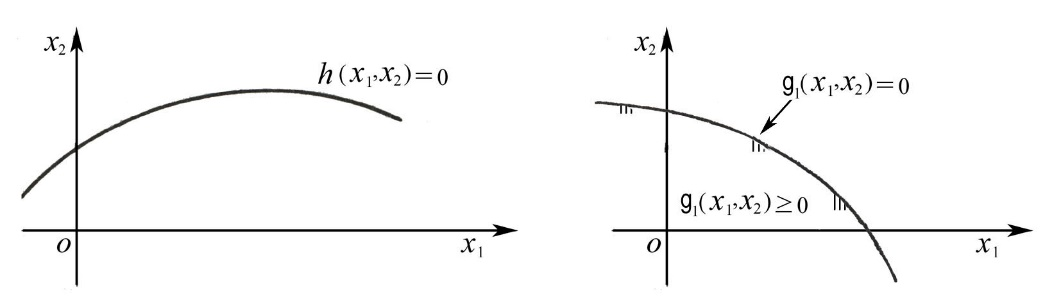 x₂
h(x₁,x₂)=0
o
x₁
x₂
g₁(x₁,x₂)=0
g₁(x₁,x₂)≥0
o
x₁